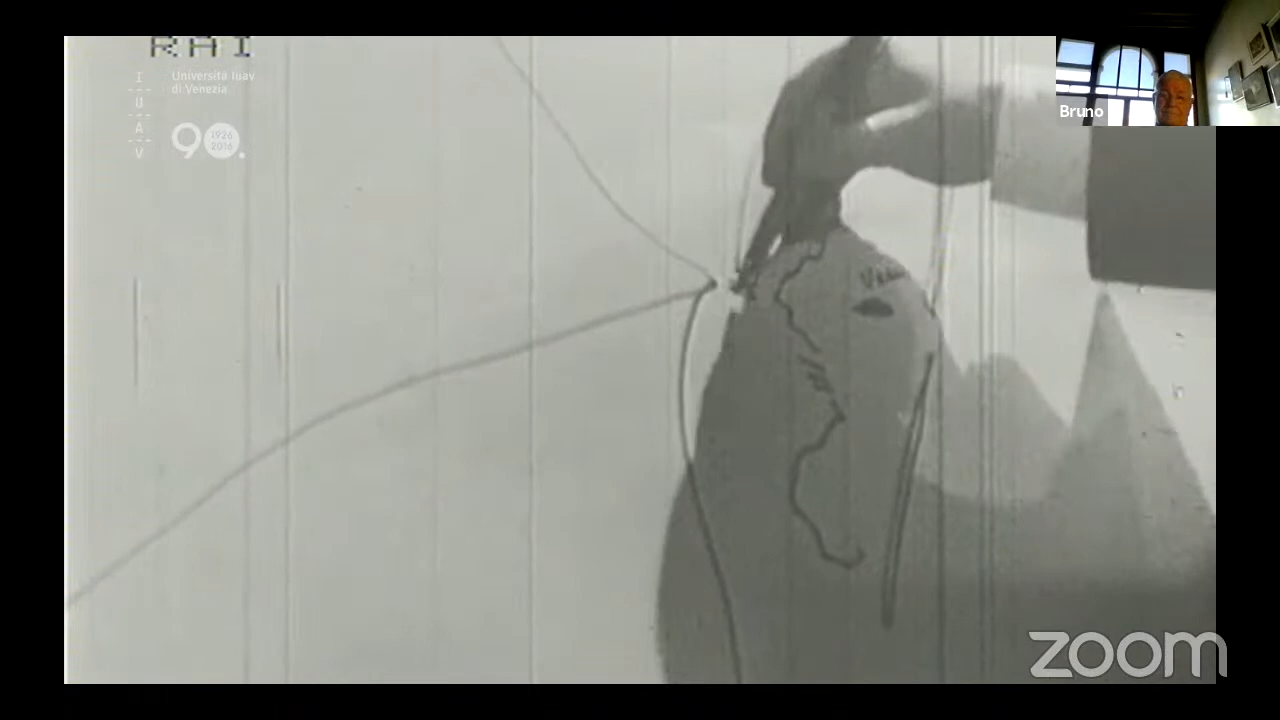 RAI
I
U
A
V
Università Iuav
di Venezia
90.
1926
2016
Bruno
zoom